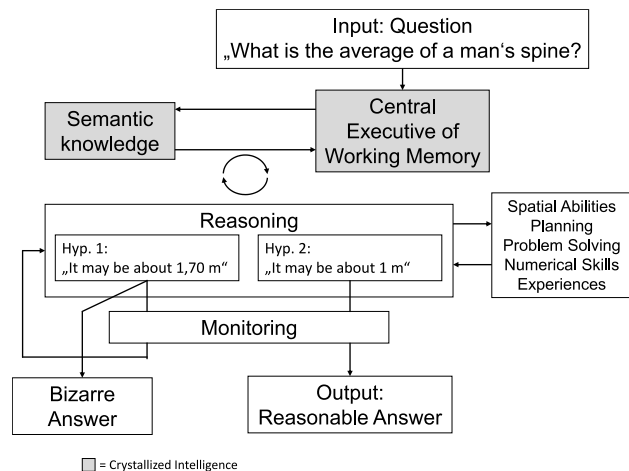 Input: Question
„What is the average of a man‘s spine?
Semantic
knowledge
Central
Executive of
Working Memory
Reasoning
Hyp. 1:
„It may be about 1,70 m“
Hyp. 2:
„It may be about 1 m“
Spatial Abilities
Planning
Problem Solving
Numerical Skills
Experiences
Monitoring
Bizarre
Answer
Output:
Reasonable Answer
= Crystallized Intelligence